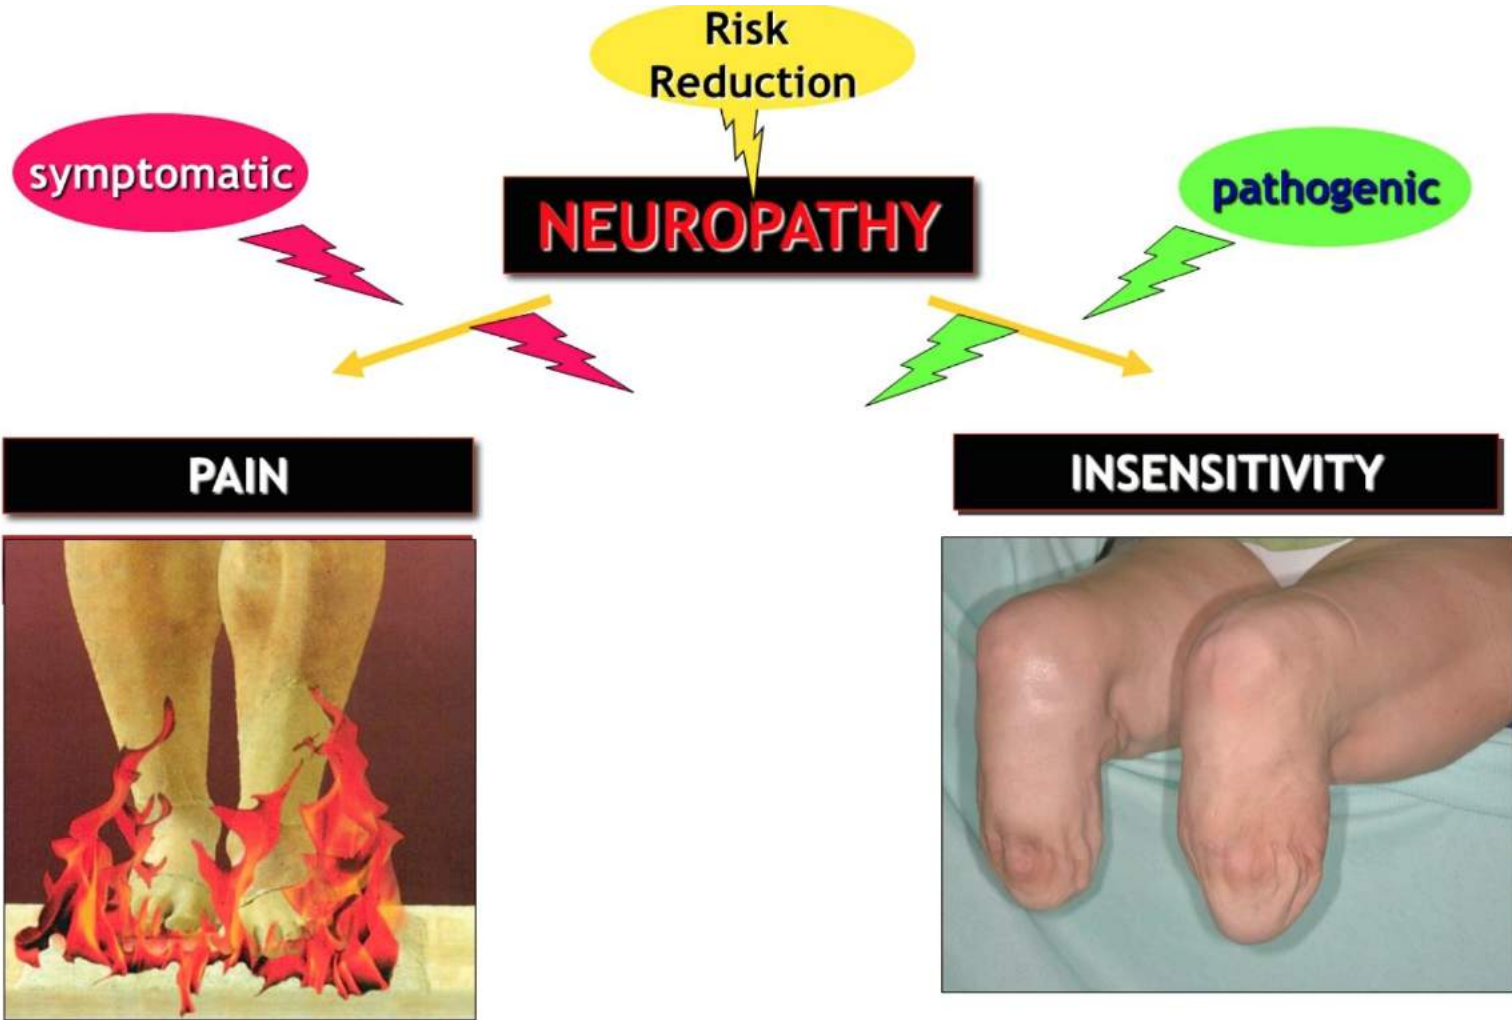 Risk
Reduction
symptomatic
pathogenic
NEUROPATHY
PAIN
INSENSITIVITY